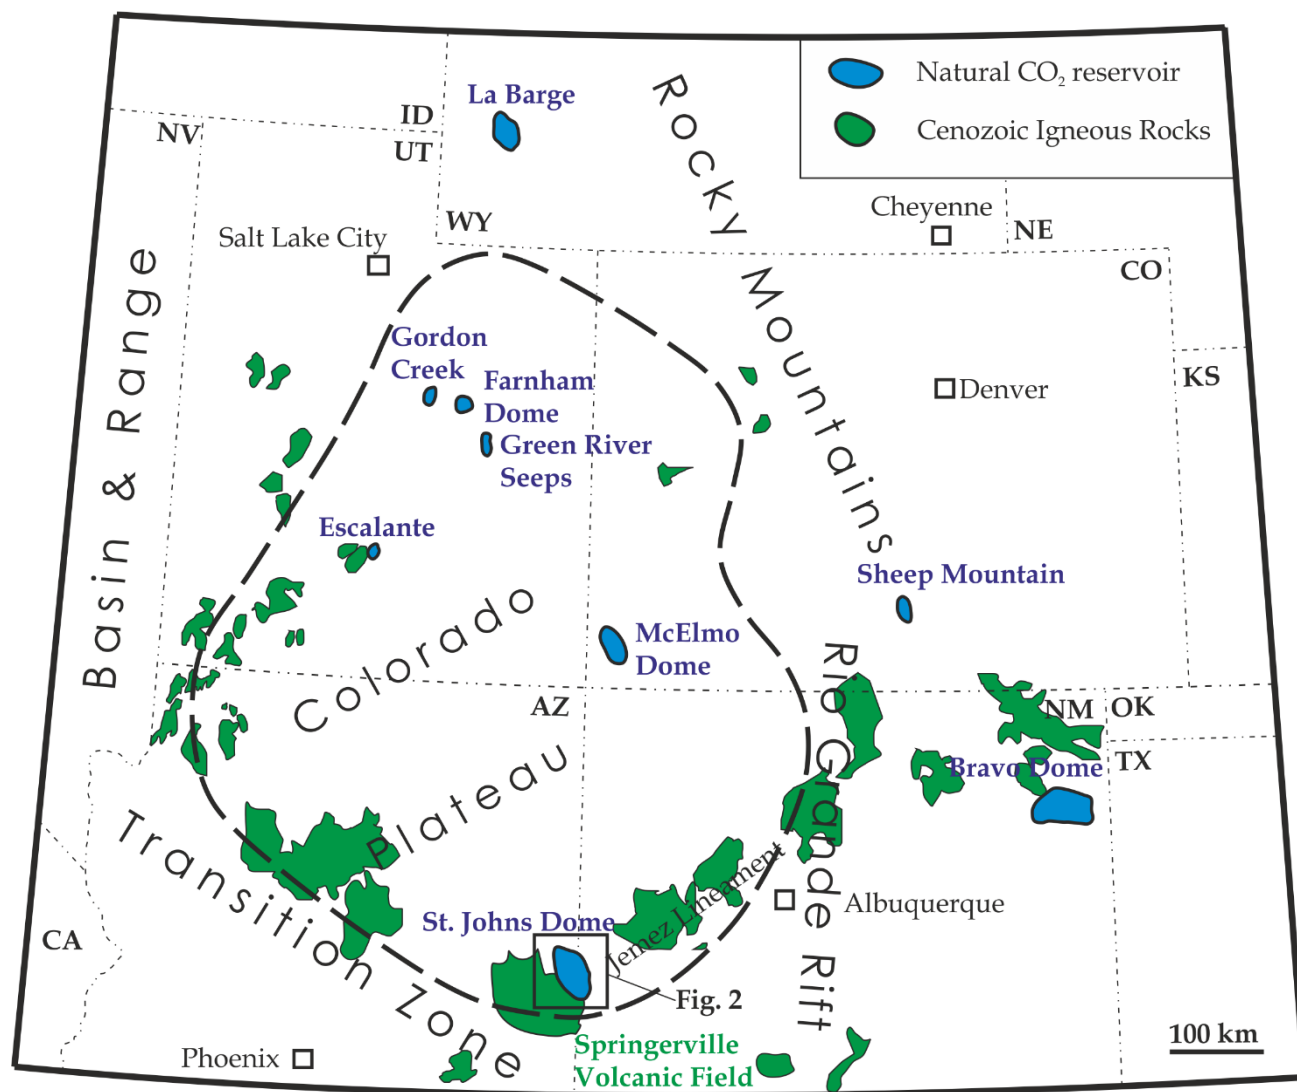 Natural CO₂ reservoir
Cenozoic Igneous Rocks
La Barge
Rocky
Mountains
ID
NV
UT
WY
Cheyenne
NE
Salt Lake City
CO
Basin & Range
Gordon
Creek
Farnham
Dome
Green River
Seeps
KS
Denver
Escalante
Sheep Mountain
Colorado
Plateau
McElmo
Dome
Rio Grande Rift
AZ
NM
OK
Bravo Dome
TX
Transition Zone
Jemez Lineament
Albuquerque
St. Johns Dome
CA
Fig. 2
100 km
Phoenix
Springerville
Volcanic Field